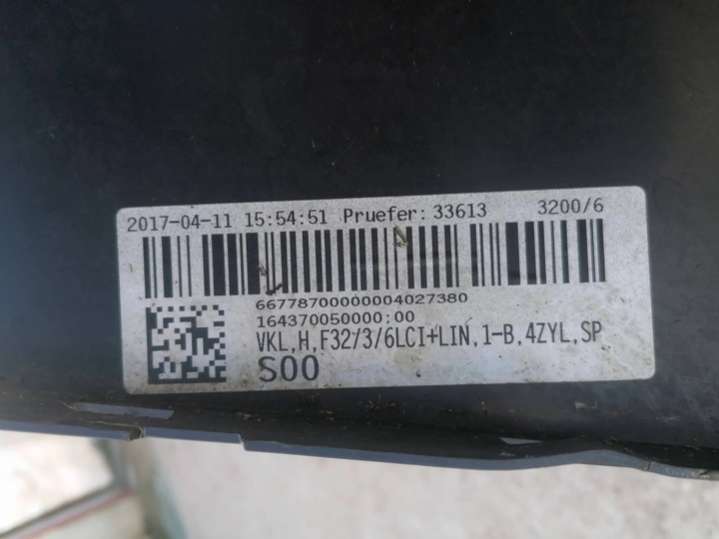 2017-04-11 15:54:51 Pruefer: 33613 3200/6
66778700000004027380
164370050000:00
VKL,H,F32/3/6LCI+LIN,1-B,4ZYL,SP
S00